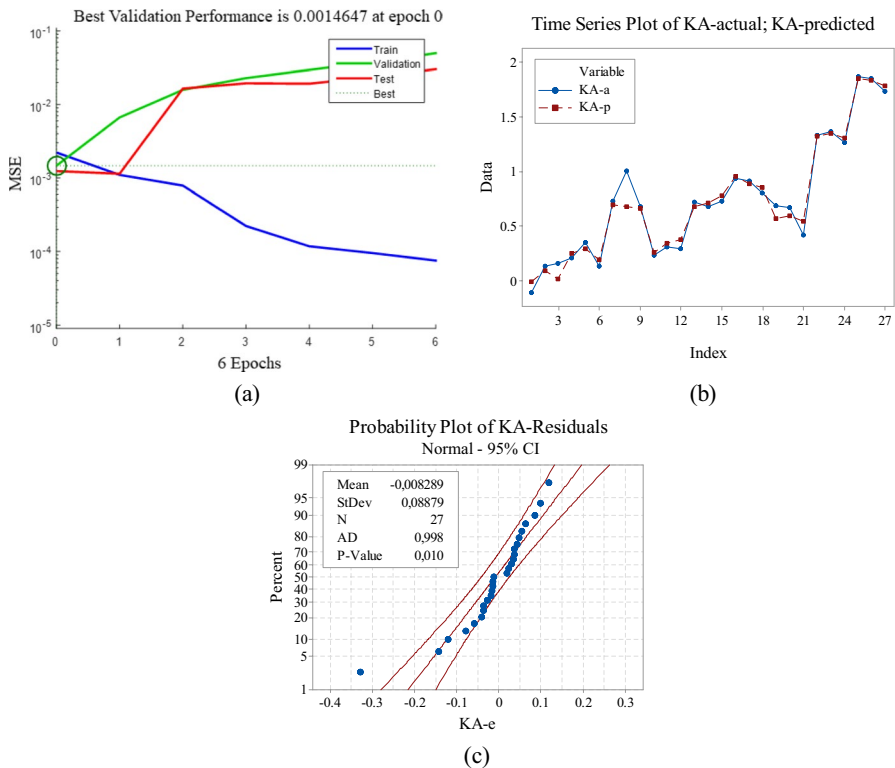 Best Validation Performance is 0.0014647 at epoch 0
10-1
10-2
10-3
10-4
10-5
MSE
Train
Validation
Test
Best
0 1 2 3 4 5 6
6 Epochs
(a)
Time Series Plot of KA-actual; KA-predicted
Variable
KA-a
KA-p
2
1.5
1
0.5
0
Data
3 6 9 12 15 18 21 24 27
Index
(b)
Probability Plot of KA-Residuals
Normal - 95% CI
Mean -0,008289
StDev 0,08879
N 27
AD 0,998
P-Value 0,010
99
95
90
80
70
60
50
40
30
20
10
5
1
Percent
-0.4 -0.3 -0.2 -0.1 0 0.1 0.2 0.3
KA-e
(c)